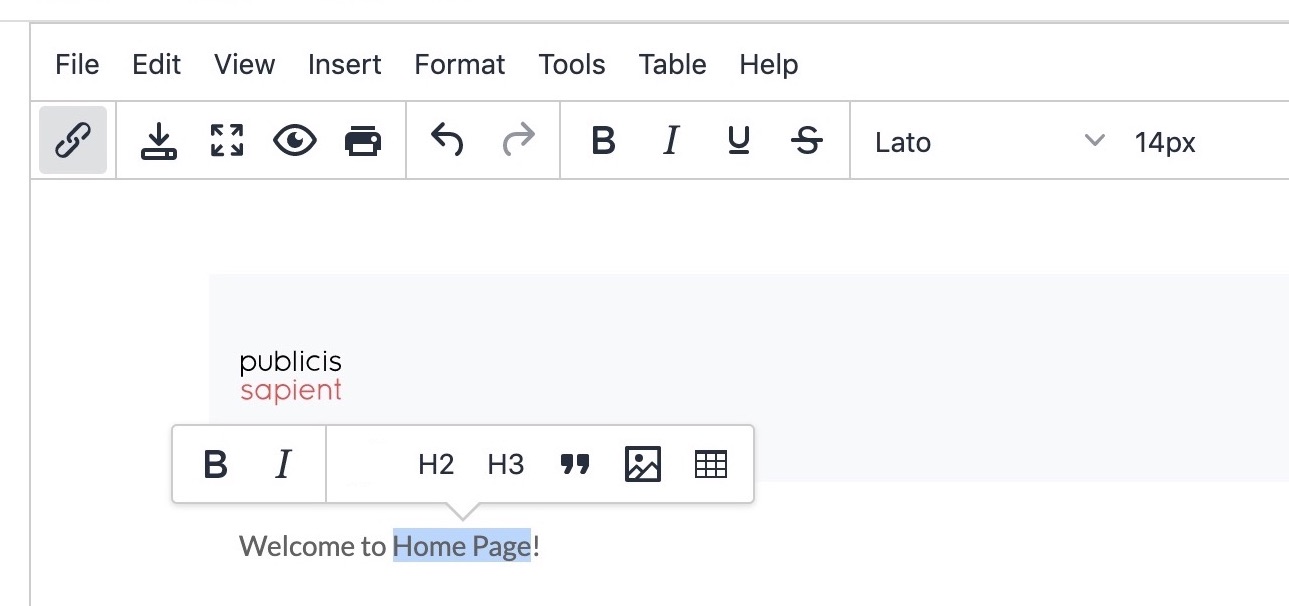 File Edit View Insert Format Tools Table Help
B I U S Lato 14px
publicis
sapient
B I H2 H3
Welcome to Home Page!